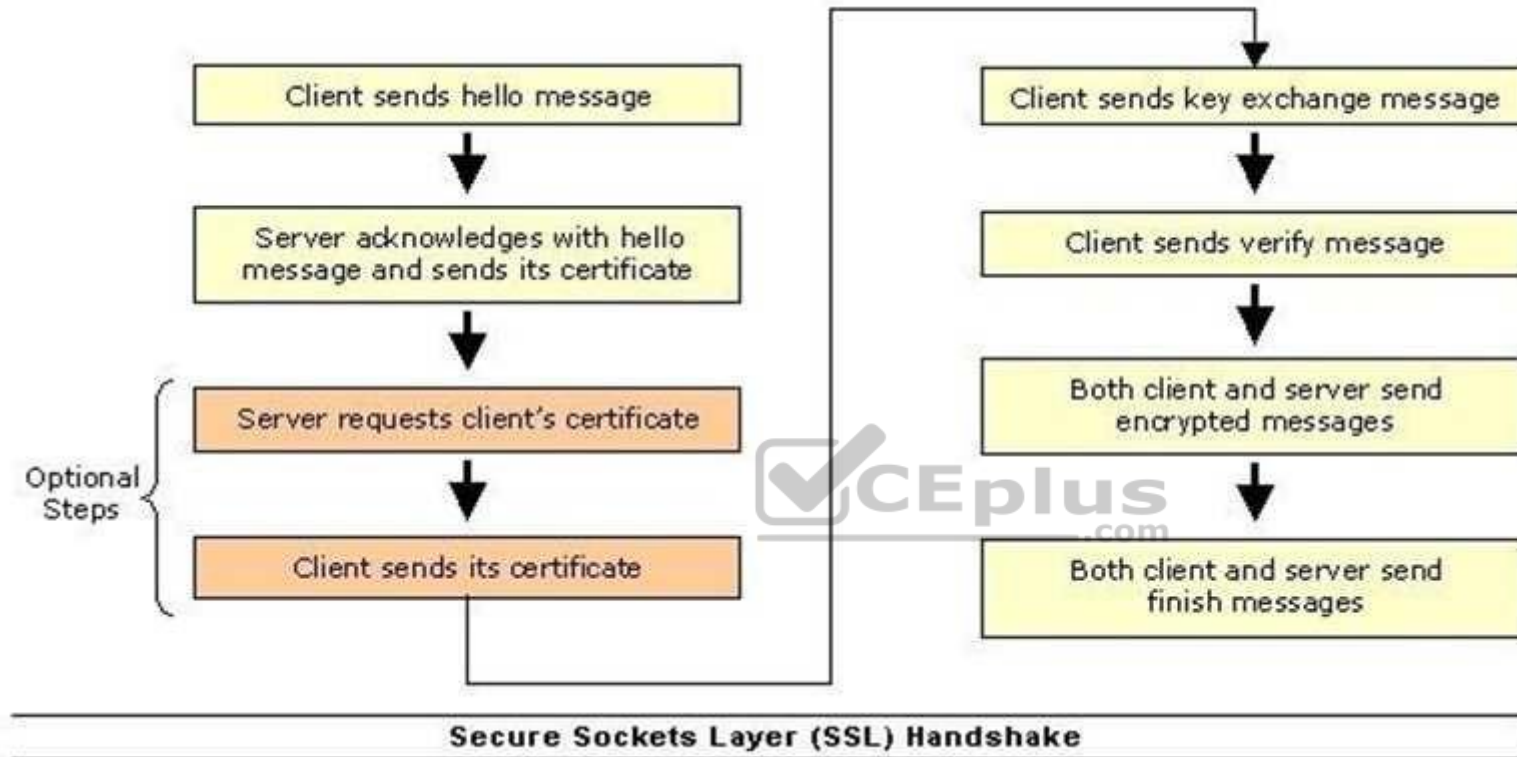 Client sends hello message
Server acknowledges with hello
message and sends its certificate
Server requests client's certificate
Optional
Steps
Client sends its certificate
Client sends key exchange message
Client sends verify message
Both client and server send
encrypted messages
Both client and server send
finish messages
CEplus
.com
Secure Sockets Layer (SSL) Handshake